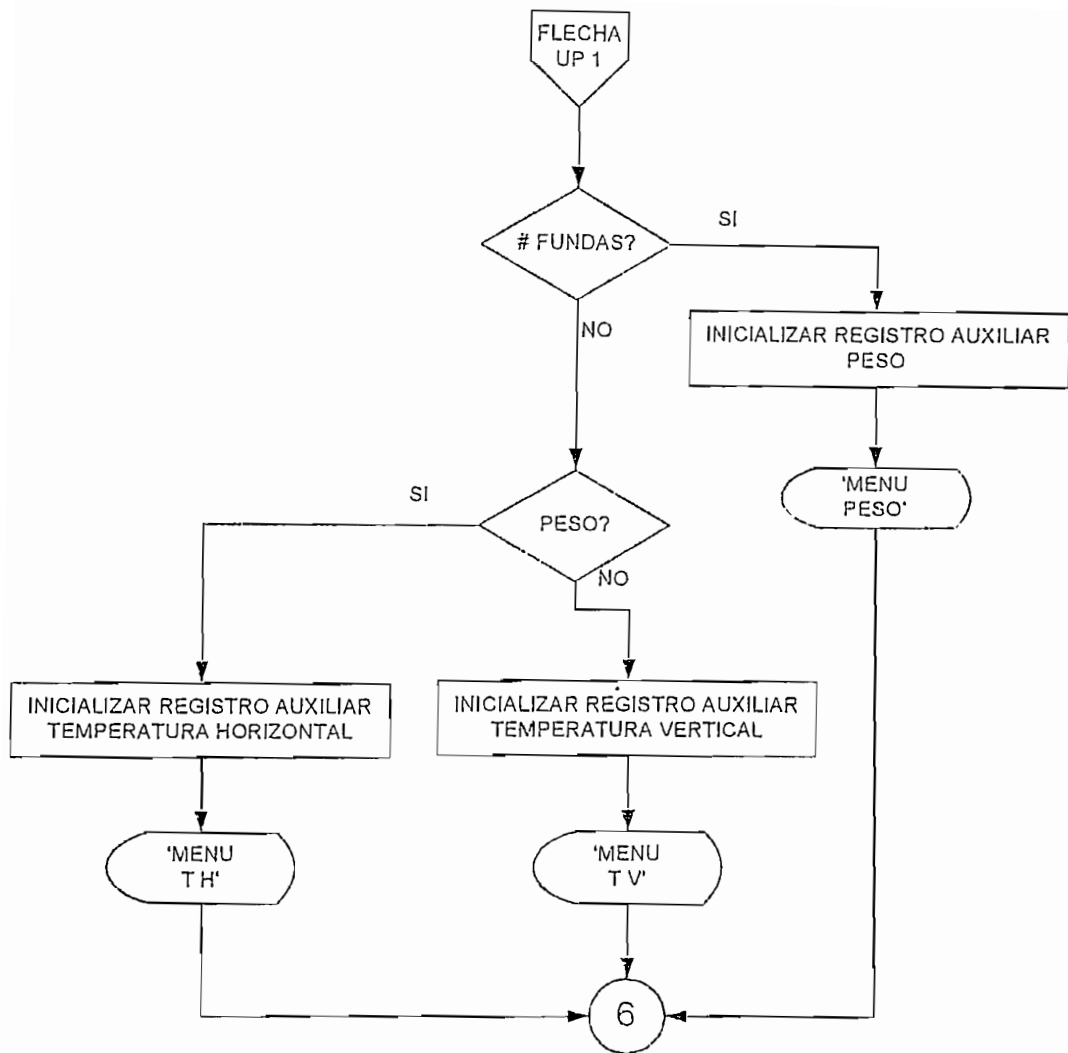 FLECHA
UP 1
# FUNDAS?
SI
NO
INICIALIZAR REGISTRO AUXILIAR
PESO
'MENU
PESO'
PESO?
SI
NO
INICIALIZAR REGISTRO AUXILIAR
TEMPERATURA HORIZONTAL
INICIALIZAR REGISTRO AUXILIAR
TEMPERATURA VERTICAL
'MENU
T H'
'MENU
T V'
6